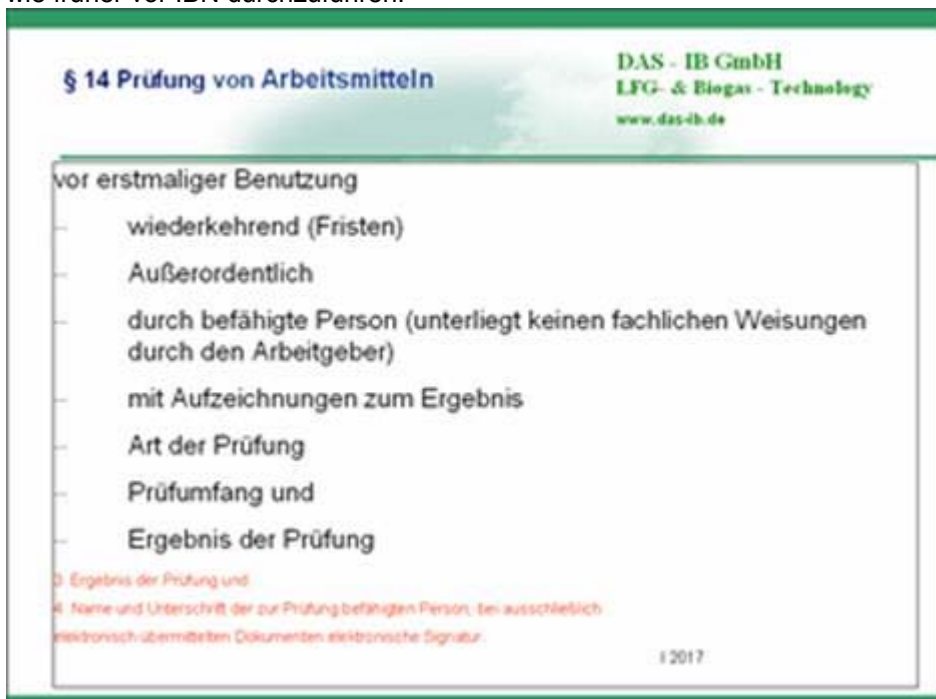 wie früher vor IBN durchzuführen.
§ 14 Prüfung von Arbeitsmitteln
DAS - IB GmbH
LFG- & Biogas - Technology
www.das-ib.de
vor erstmaliger Benutzung
– wiederkehrend (Fristen)
– Außerordentlich
– durch befähigte Person (unterliegt keinen fachlichen Weisungen
durch den Arbeitgeber)
– mit Aufzeichnungen zum Ergebnis
– Art der Prüfung
– Prüfumfang und
– Ergebnis der Prüfung
3. Ergebnis der Prüfung und
4. Name und Unterschrift der zur Prüfung befähigten Person; bei ausschließlich
elektronisch übermittelten Dokumenten elektronische Signatur.
I 2017